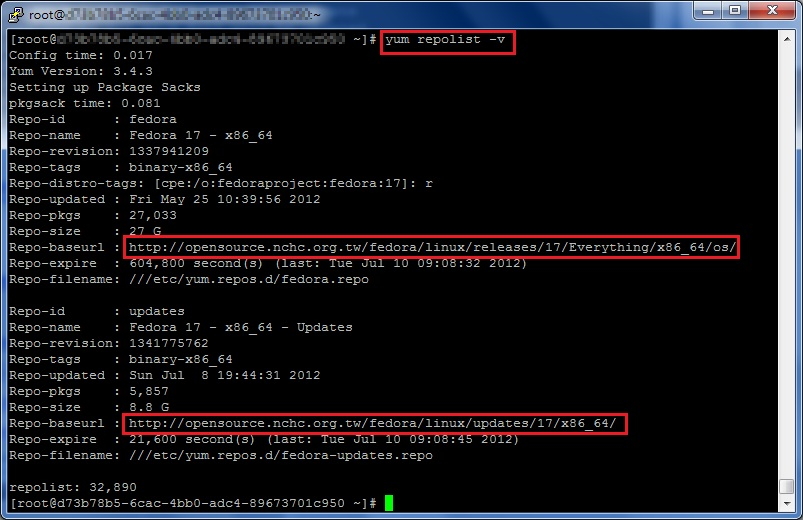 root@
[root@ ~]# yum repolist -v
Config time: 0.017
Yum Version: 3.4.3
Setting up Package Sacks
pkgsack time: 0.081
Repo-id      : fedora
Repo-name    : Fedora 17 - x86_64
Repo-revision: 1337941209
Repo-tags    : binary-x86_64
Repo-distro-tags: [cpe:/o:fedoraproject:fedora:17]: r
Repo-updated : Fri May 25 10:39:56 2012
Repo-pkgs    : 27,033
Repo-size    : 27 G
Repo-baseurl : http://opensource.nchc.org.tw/fedora/linux/releases/17/Everything/x86_64/os/
Repo-expire  : 604,800 second(s) (last: Tue Jul 10 09:08:32 2012)
Repo-filename: ///etc/yum.repos.d/fedora.repo
Repo-id      : updates
Repo-name    : Fedora 17 - x86_64 - Updates
Repo-revision: 1341775762
Repo-tags    : binary-x86_64
Repo-updated : Sun Jul  8 19:44:31 2012
Repo-pkgs    : 5,857
Repo-size    : 8.8 G
Repo-baseurl : http://opensource.nchc.org.tw/fedora/linux/updates/17/x86_64/
Repo-expire  : 21,600 second(s) (last: Tue Jul 10 09:08:45 2012)
Repo-filename: ///etc/yum.repos.d/fedora-updates.repo
repolist: 32,890
[root@d73b78b5-6cac-4bb0-adc4-89673701c950 ~]#